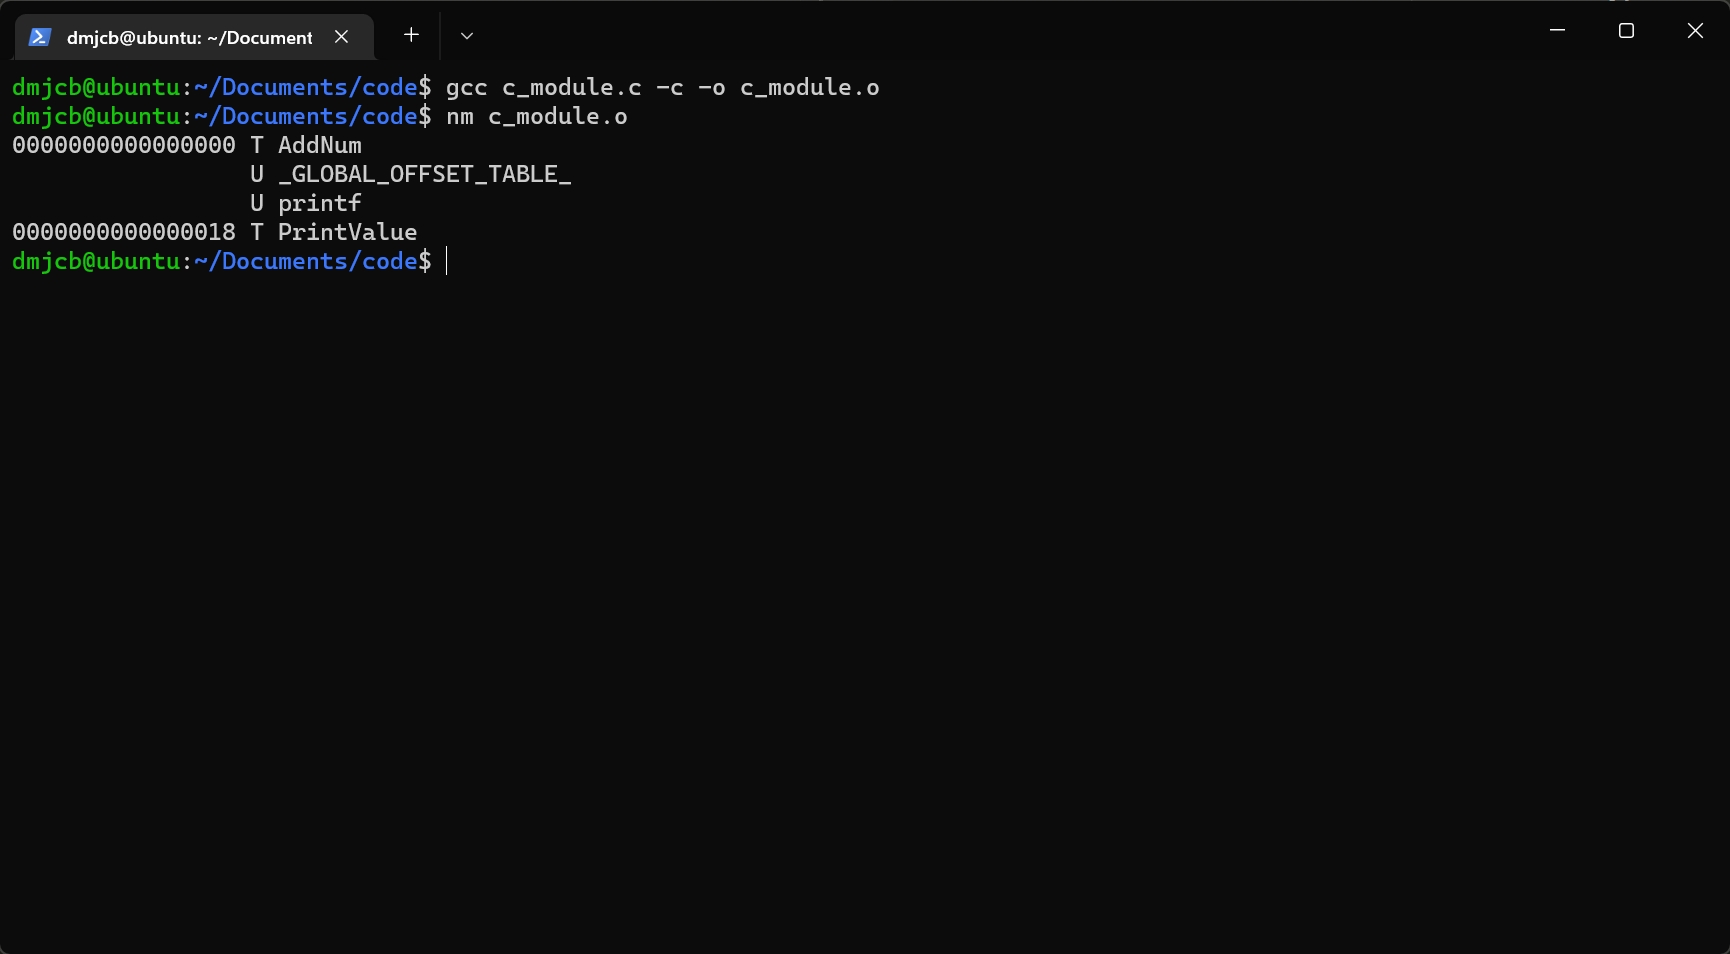 dmjcb@ubuntu: ~/Document
dmjcb@ubuntu:~/Documents/code$ gcc c_module.c -c -o c_module.o
dmjcb@ubuntu:~/Documents/code$ nm c_module.o
0000000000000000 T AddNum
                 U _GLOBAL_OFFSET_TABLE_
                 U printf
0000000000000018 T PrintValue
dmjcb@ubuntu:~/Documents/code$